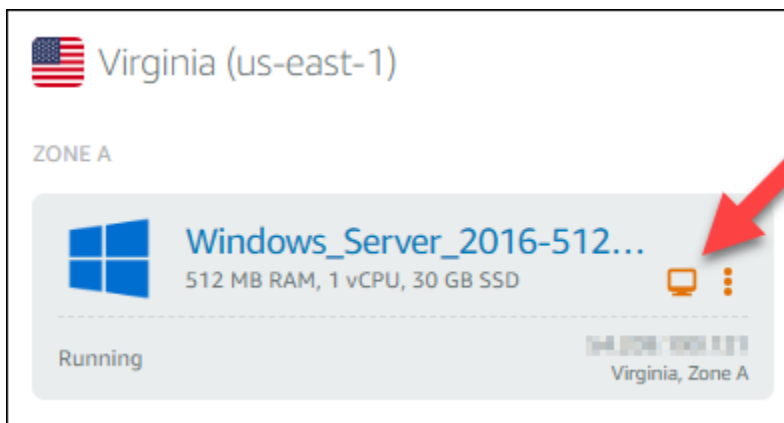 Virginia (us-east-1)
ZONE A
Windows_Server_2016-512...
512 MB RAM, 1 vCPU, 30 GB SSD
Running
Virginia, Zone A